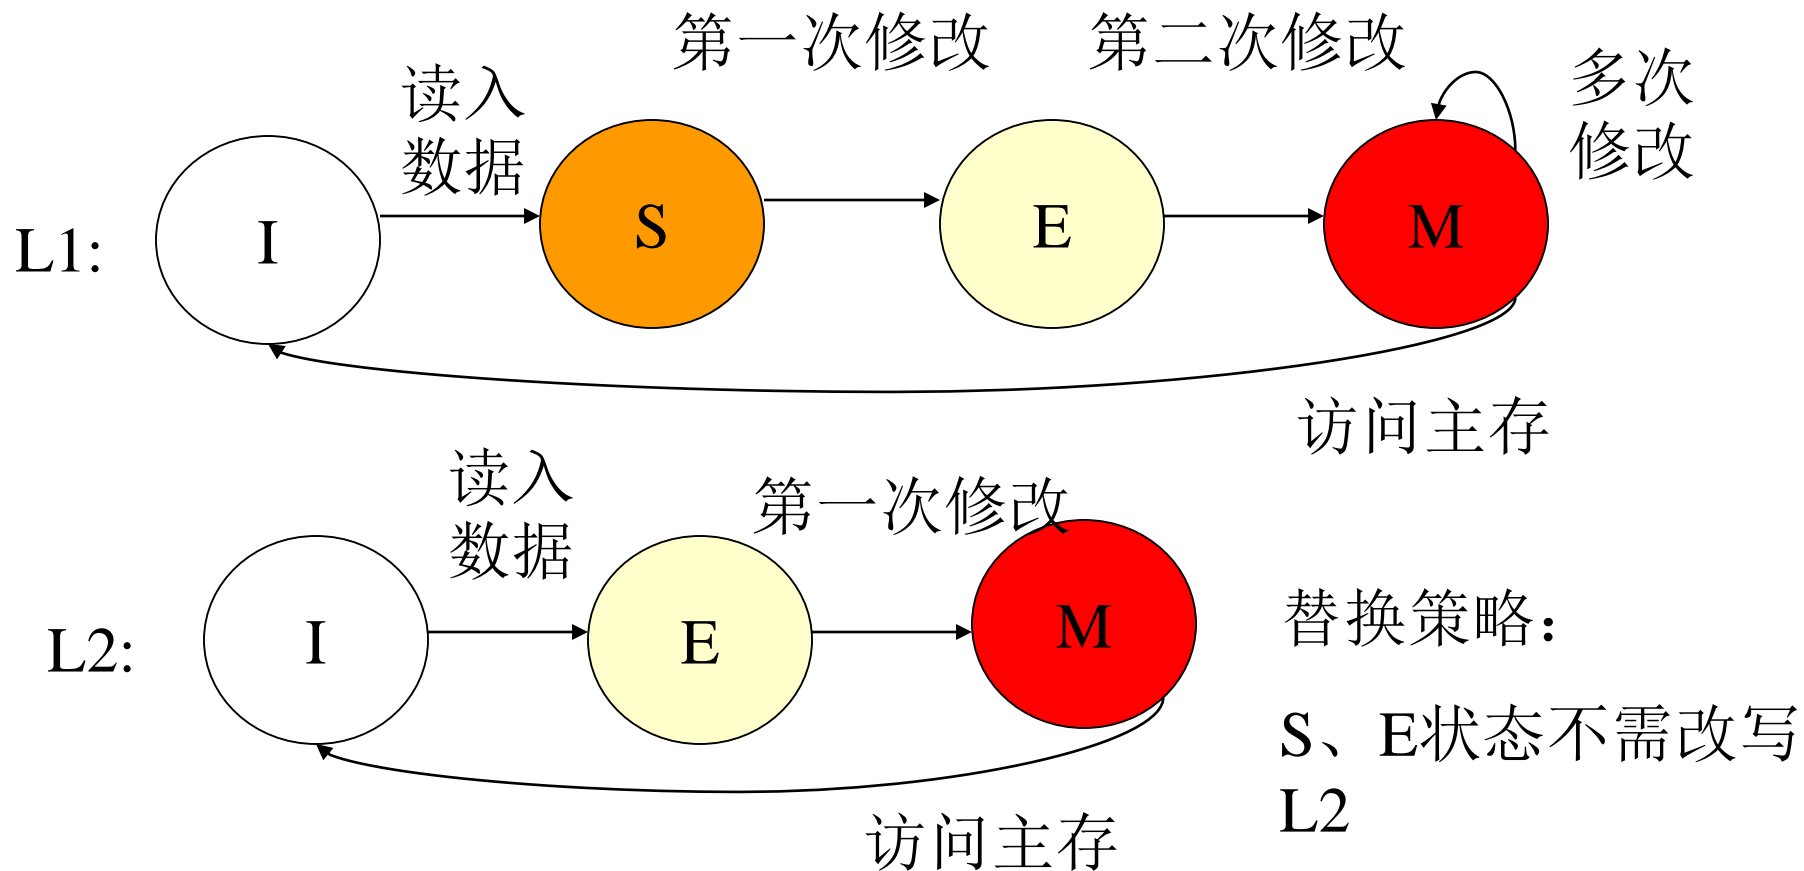 第一次修改
第二次修改
读入
数据
多次
修改
L1:
I
S
E
M
访问主存
读入
数据
第一次修改
L2:
I
E
M
替换策略：
S、E状态不需改写
L2
访问主存